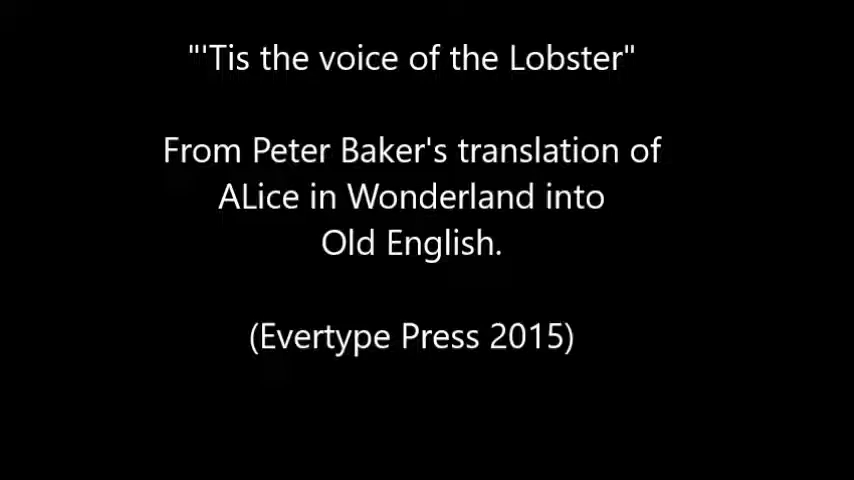 "'Tis the voice of the Lobster"
From Peter Baker's translation of
ALice in Wonderland into
Old English.
(Evertype Press 2015)